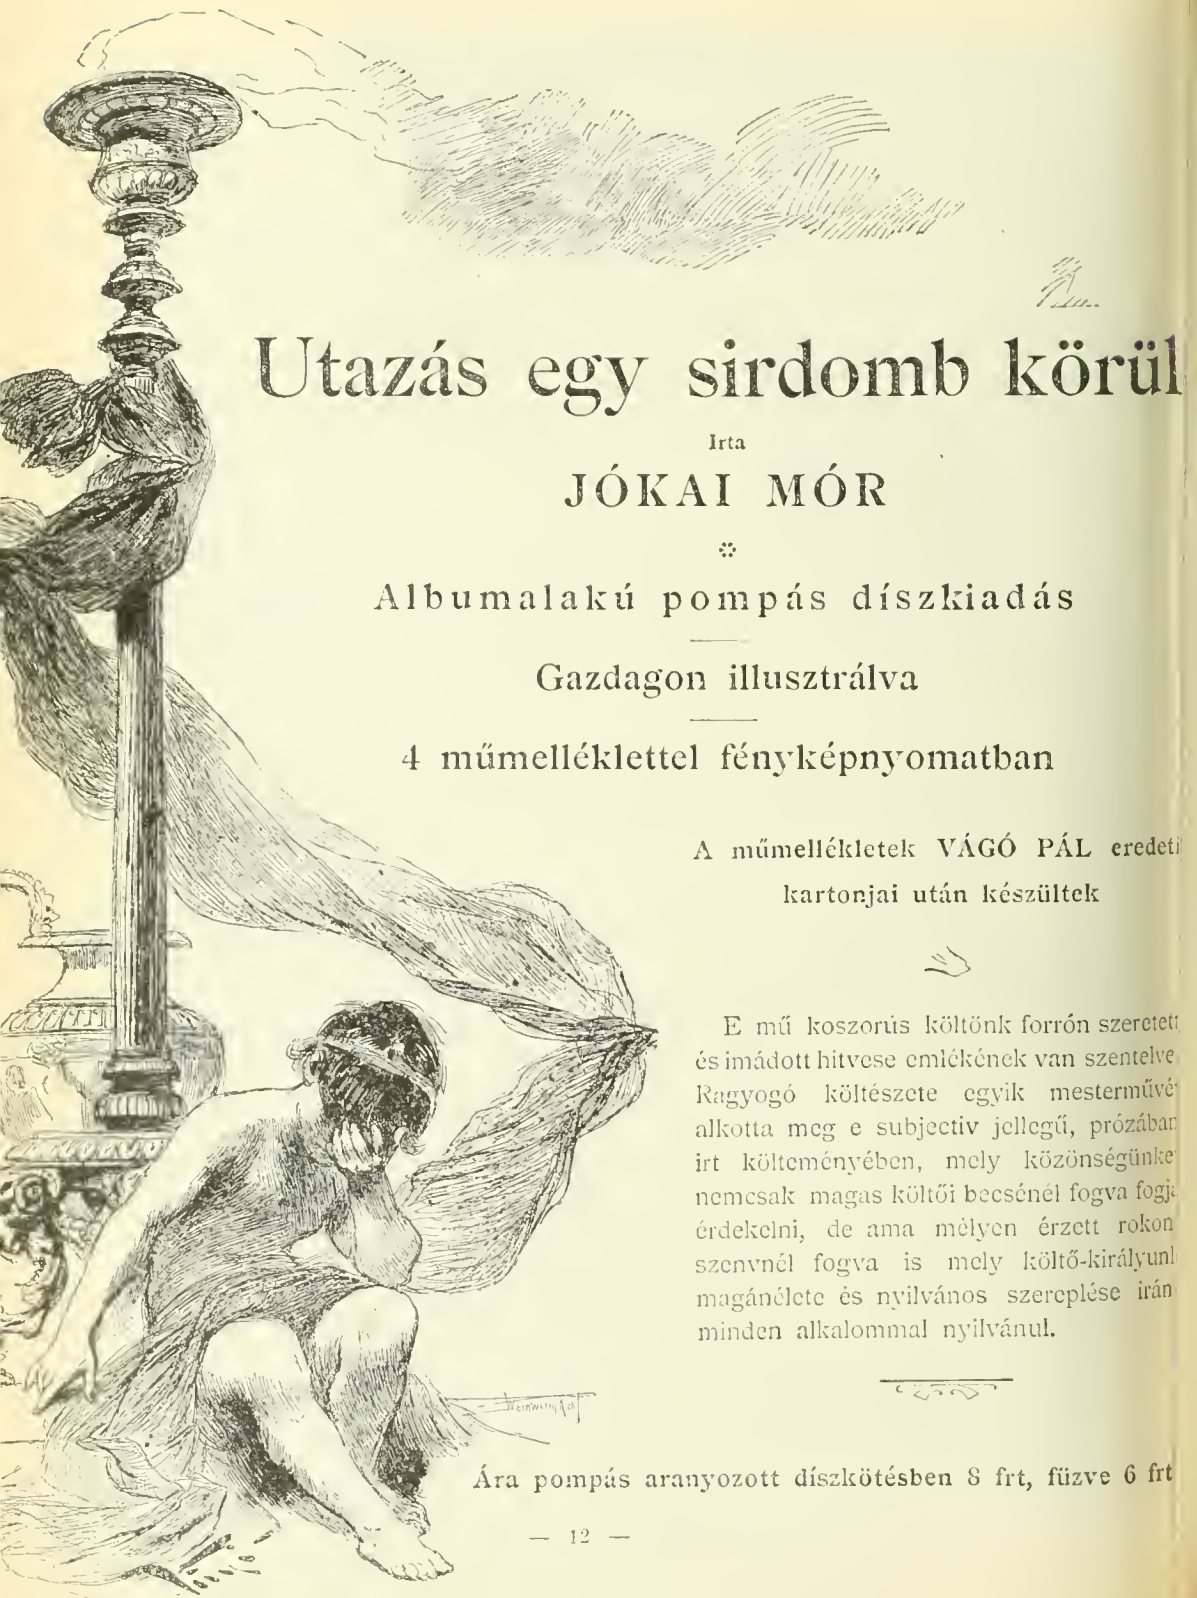 Utazás egy sirdomb körül
Irta
JÓKAI MÓR
Albumalakú pompás díszkiadás
Gazdagon illusztrálva
4 műmelléklettel fényképnyomatban
A műmellékletek VÁGÓ PÁL eredeti
kartonjai után készültek
E mű koszorús költönk forrón szeretett
és imádott hitvese emlékének van szentelve
Ragyogó költészete egyik mesterművé
alkotta meg e subjectiv jellegű, prózában
irt költeményében, mely közönségünke
nemcsak magas költői becsénél fogva fogja
érdekelni, de ama mélyen érzett rokon
szenvnél fogva is mely költő-királyunk
magánélete és nyilvános szereplése irán
minden alkalommal nyilvánul.
Ára pompás aranyozott díszkötésben 8 frt, füzve 6 frt
— 12 —